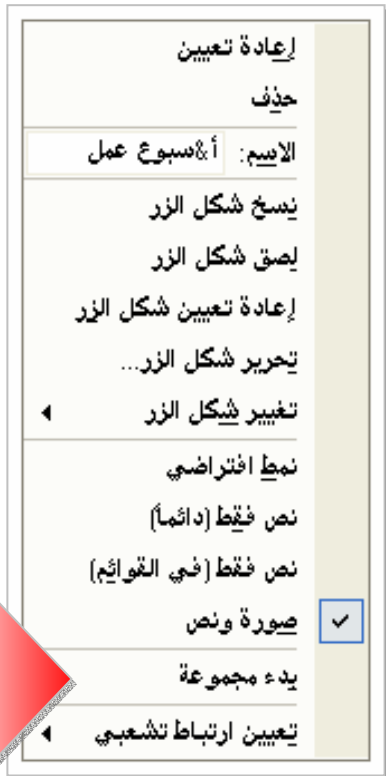 إعادة تعيين
حذف
الاسم: أ&سبوع عمل
نسخ شكل الزر
لصق شكل الزر
إعادة تعيين شكل الزر
تحرير شكل الزر...
تغيير شكل الزر
نمط افتراضي
نص فقط (دائماً)
نص فقط (في القوائم)
صورة ونص
بدء مجموعة
تعيين ارتباط تشعبي